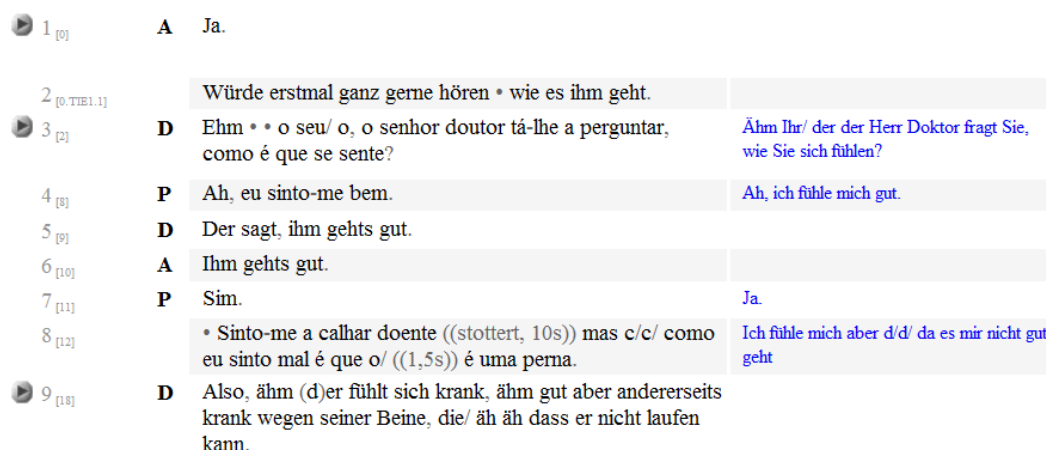 1 [0] A Ja.
2 [0.TIE1.1] Würde erstmal ganz gerne hören • wie es ihm geht.
3 [2] D Ehm • • o seu/ o, o senhor doutor tá-lhe a perguntar, Ähm Ihr/ der der Herr Doktor fragt Sie,
como é que se sente? wie Sie sich fühlen?
4 [8] P Ah, eu sinto-me bem. Ah, ich fühle mich gut.
5 [9] D Der sagt, ihm gehts gut.
6 [10] A Ihm gehts gut.
7 [11] P Sim. Ja.
8 [12] • Sinto-me a calhar doente ((stottert, 10s)) mas c/c/ como Ich fühle mich aber d/d/ da es mir nicht gut
eu sinto mal é que o/ ((1,5s)) é uma perna. geht
9 [18] D Also, ähm (d)er fühlt sich krank, ähm gut aber andererseits
krank wegen seiner Beine, die/ äh äh dass er nicht laufen
kann.